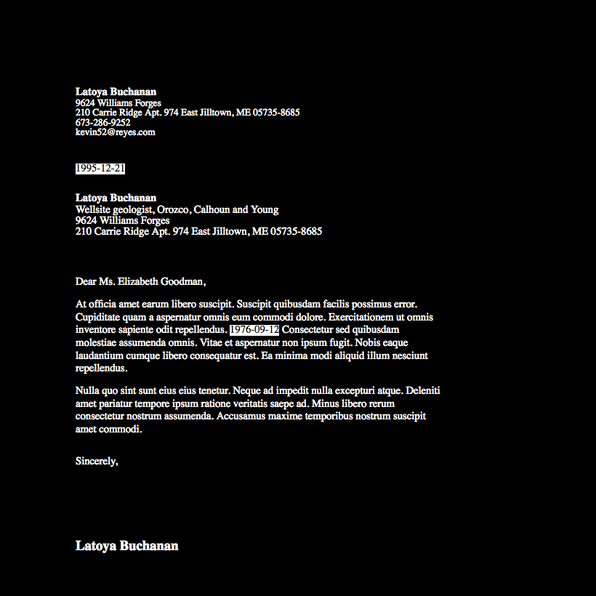 Latoya Buchanan
9624 Williams Forges
210 Carrie Ridge Apt. 974 East Jilltown, ME 05735-8685
673-286-9252
kevin52@reyes.com
1995-12-21
Latoya Buchanan
Wellsite geologist, Orozco, Calhoun and Young
9624 Williams Forges
210 Carrie Ridge Apt. 974 East Jilltown, ME 05735-8685
Dear Ms. Elizabeth Goodman,
At officia amet earum libero suscipit. Suscipit quibusdam facilis possimus error.
Cupiditate quam a aspernatur omnis eum commodi dolore. Exercitationem ut omnis
inventore sapiente odit repellendus. 1976-09-12 Consectetur sed quibusdam
molestiae assumenda omnis. Vitae et aspernatur non ipsum fugit. Nobis eaque
laudantium cumque libero consequatur est. Ea minima modi aliquid illum nesciunt
repellendus.
Nulla quo sint sunt eius eius tenetur. Neque ad impedit nulla excepturi atque. Deleniti
amet pariatur tempore ipsum ratione veritatis saepe ad. Minus libero rerum
consectetur nostrum assumenda. Accusamus maxime temporibus nostrum suscipit
amet commodi.
Sincerely,
Latoya Buchanan